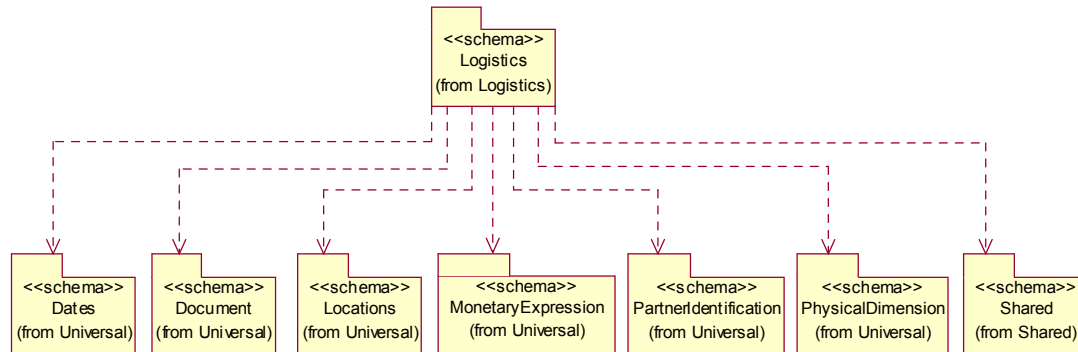 <<schema>>
Logistics
(from Logistics)
<<schema>>
Dates
(from Universal)
<<schema>>
Document
(from Universal)
<<schema>>
Locations
(from Universal)
<<schema>>
MonetaryExpression
(from Universal)
<<schema>>
PartnerIdentification
(from Universal)
<<schema>>
PhysicalDimension
(from Universal)
<<schema>>
Shared
(from Shared)